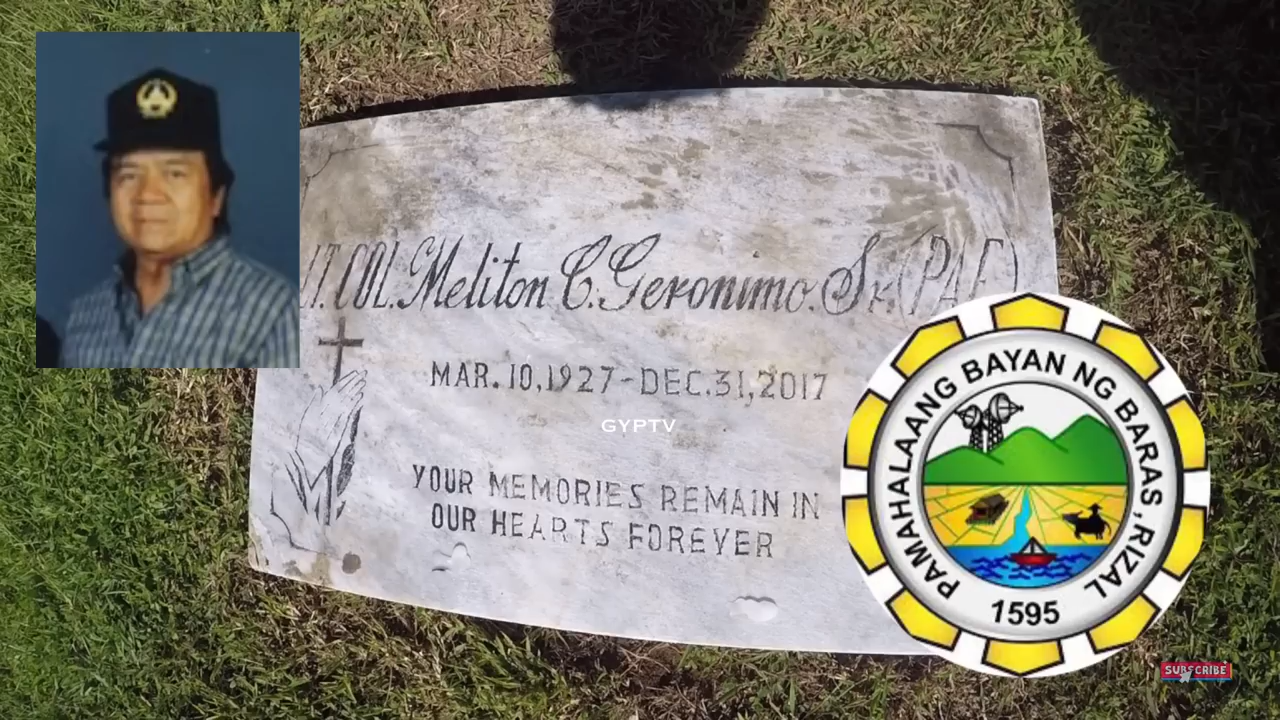 LT. COL. Meliton C. Geronimo. Sr. (PAF)
MAR. 10, 1927 - DEC. 31, 2017
GYPTV
YOUR MEMORIES REMAIN IN
OUR HEARTS FOREVER
PAMAHALAANG BAYAN NG BARAS, RIZAL
1595
SUBSCRIBE